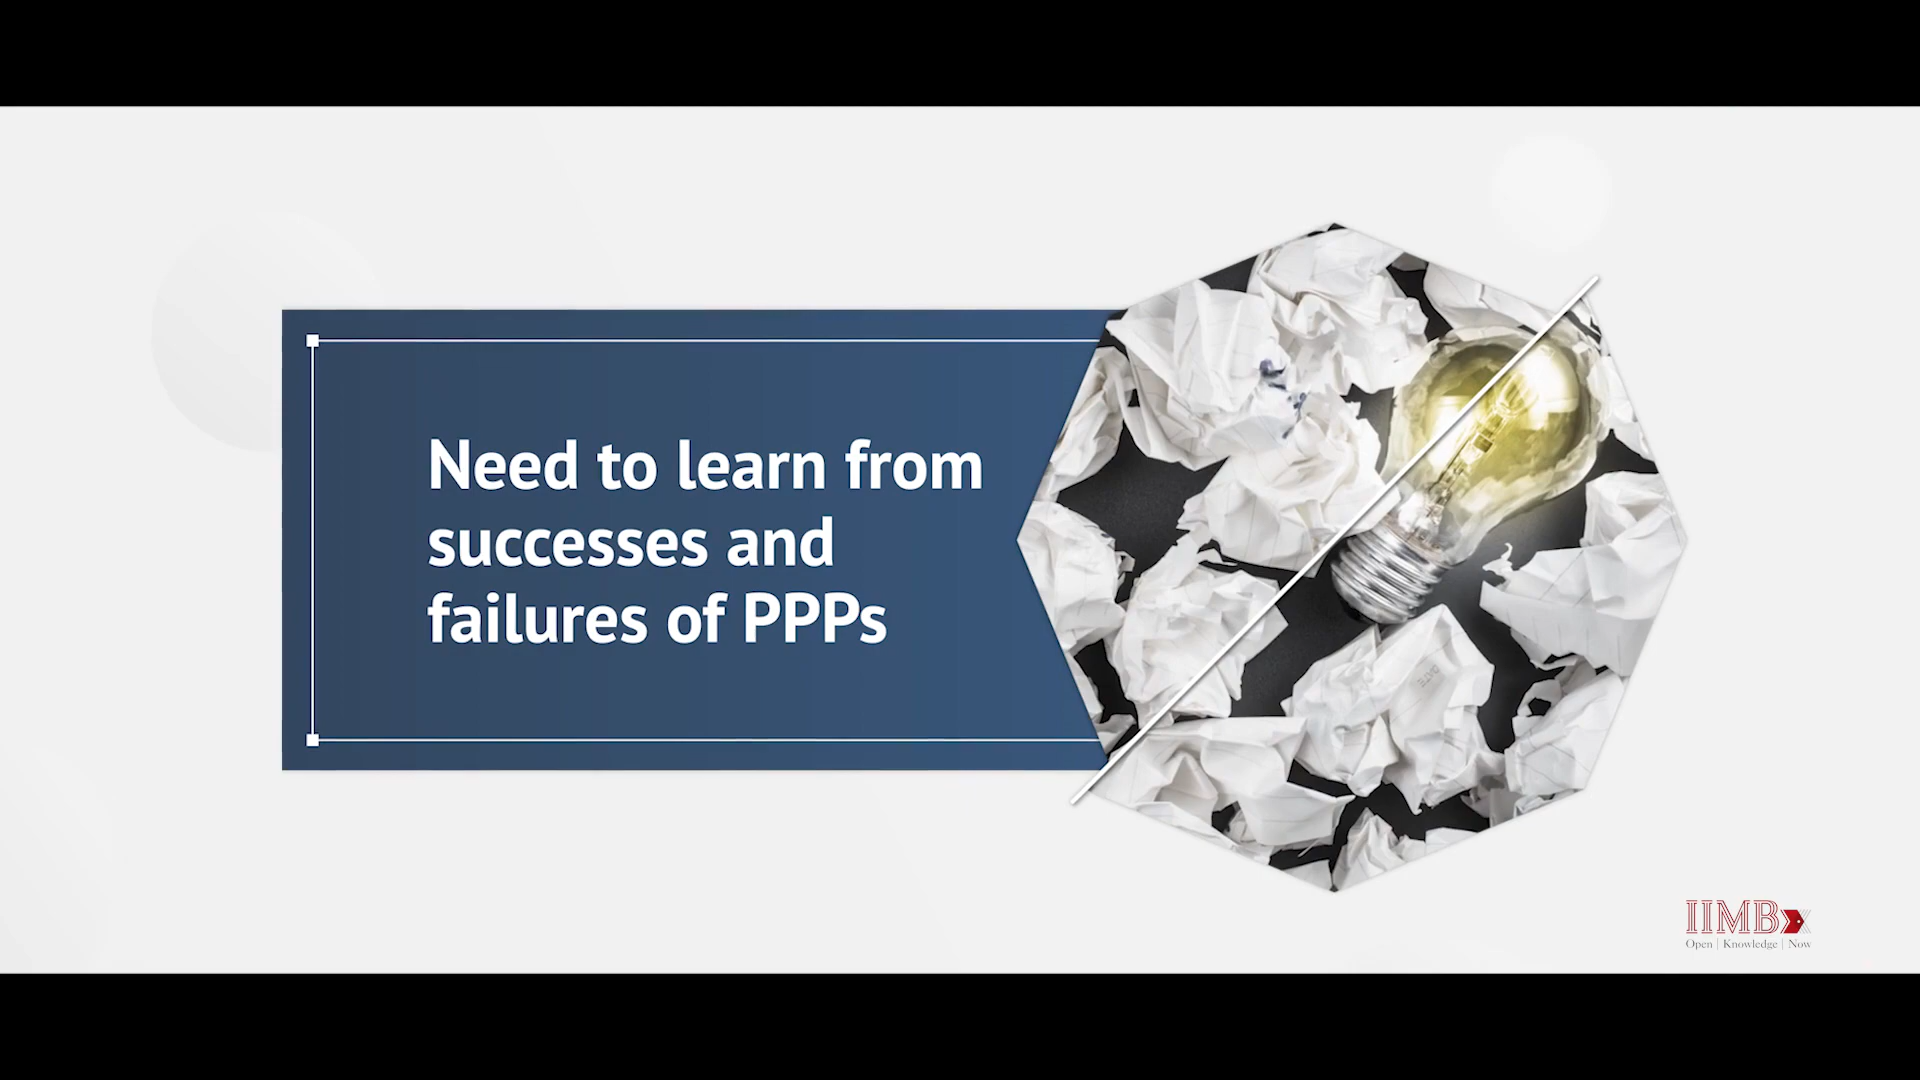 Need to learn from
successes and
failures of PPPs
IIMBx
Open | Knowledge | Now